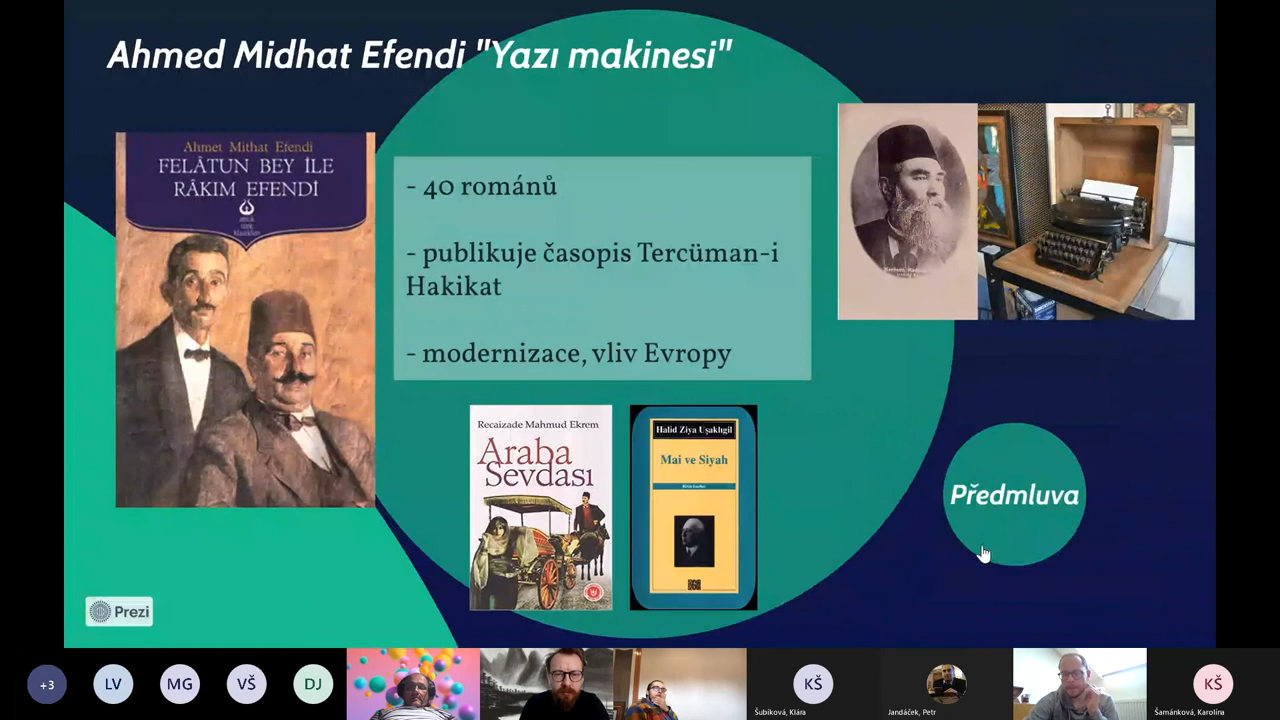 Ahmed Midhat Efendi "Yazı makinesi"
Ahmet Mithat Efendi
FELÂTUN BEY İLE
RÂKIM EFENDİ
- 40 románů
- publikuje časopis Tercüman-i
Hakikat
- modernizace, vliv Evropy
Recaizade Mahmud Ekrem
Araba
Sevdası
Halid Ziya Uşaklıgil
Mai ve Siyah
Předmluva
Prezi
+3
LV
MG
VŠ
DJ
KŠ
Šubíková, Klára
Jandáček, Petr
KŠ
Šamánková, Karolína